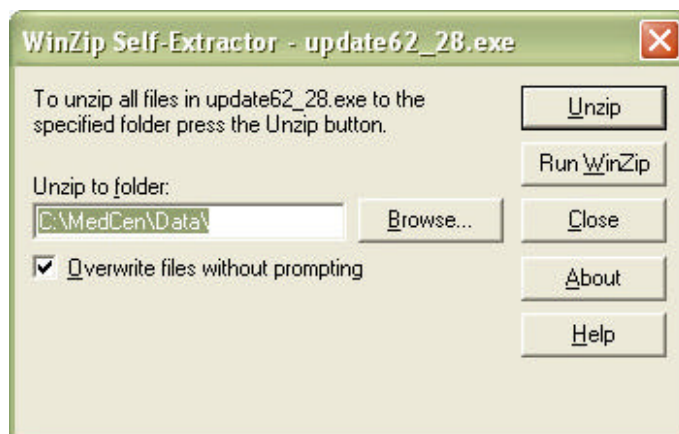 WinZip Self-Extractor - update62_28.exe
To unzip all files in update62_28.exe to the
specified folder press the Unzip button.
Unzip to folder:
C:\MedCen\Data\
Browse...
Overwrite files without prompting
Unzip
Run WinZip
Close
About
Help